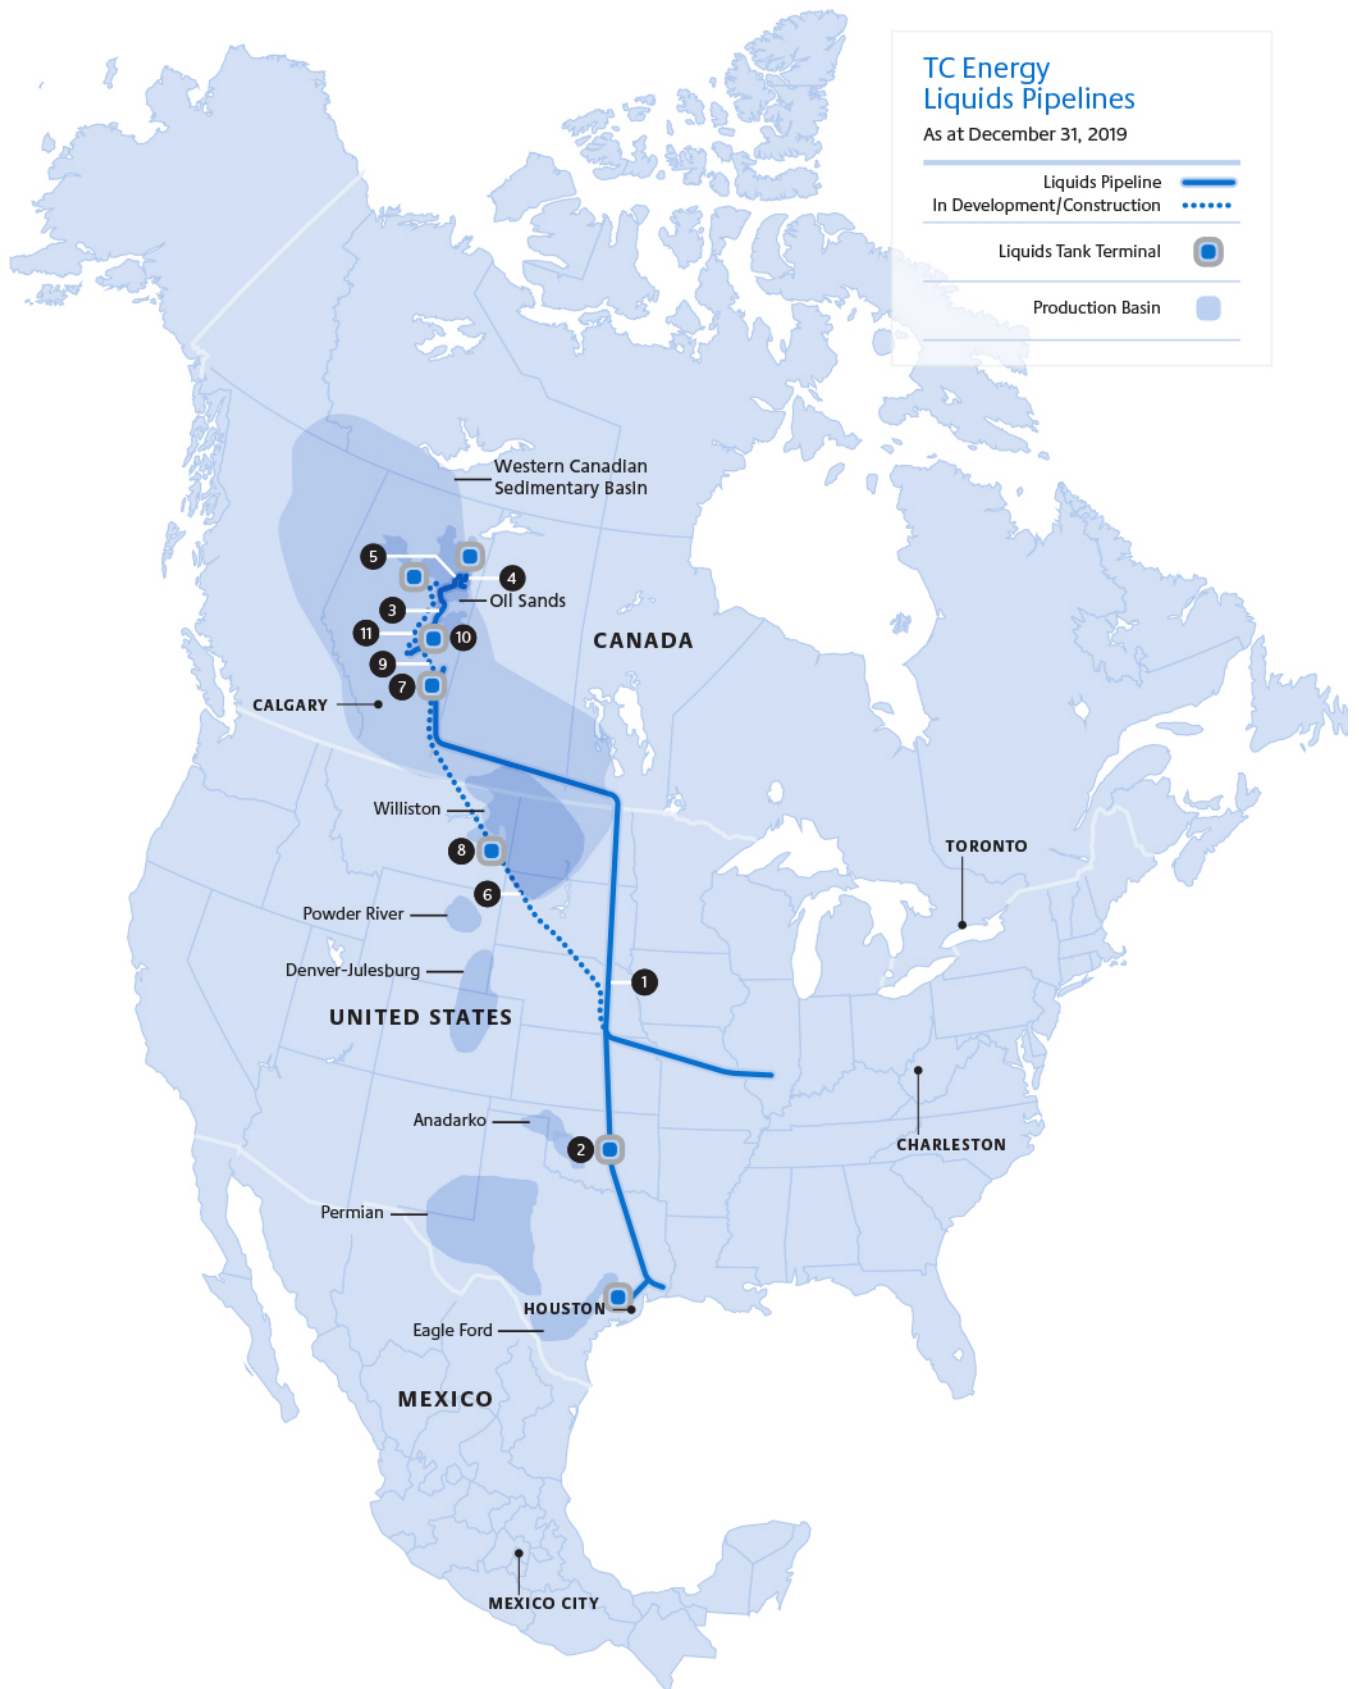 TC Energy
Liquids Pipelines
As at December 31, 2019
Liquids Pipeline
In Development/Construction
Liquids Tank Terminal
Production Basin
Western Canadian
Sedimentary Basin
5
4
Oil Sands
3
11
10
CANADA
9
7
CALGARY
Williston
8
TORONTO
6
Powder River
Denver-Julesburg
1
UNITED STATES
Anadarko
2
CHARLESTON
Permian
HOUSTON
Eagle Ford
MEXICO
MEXICO CITY